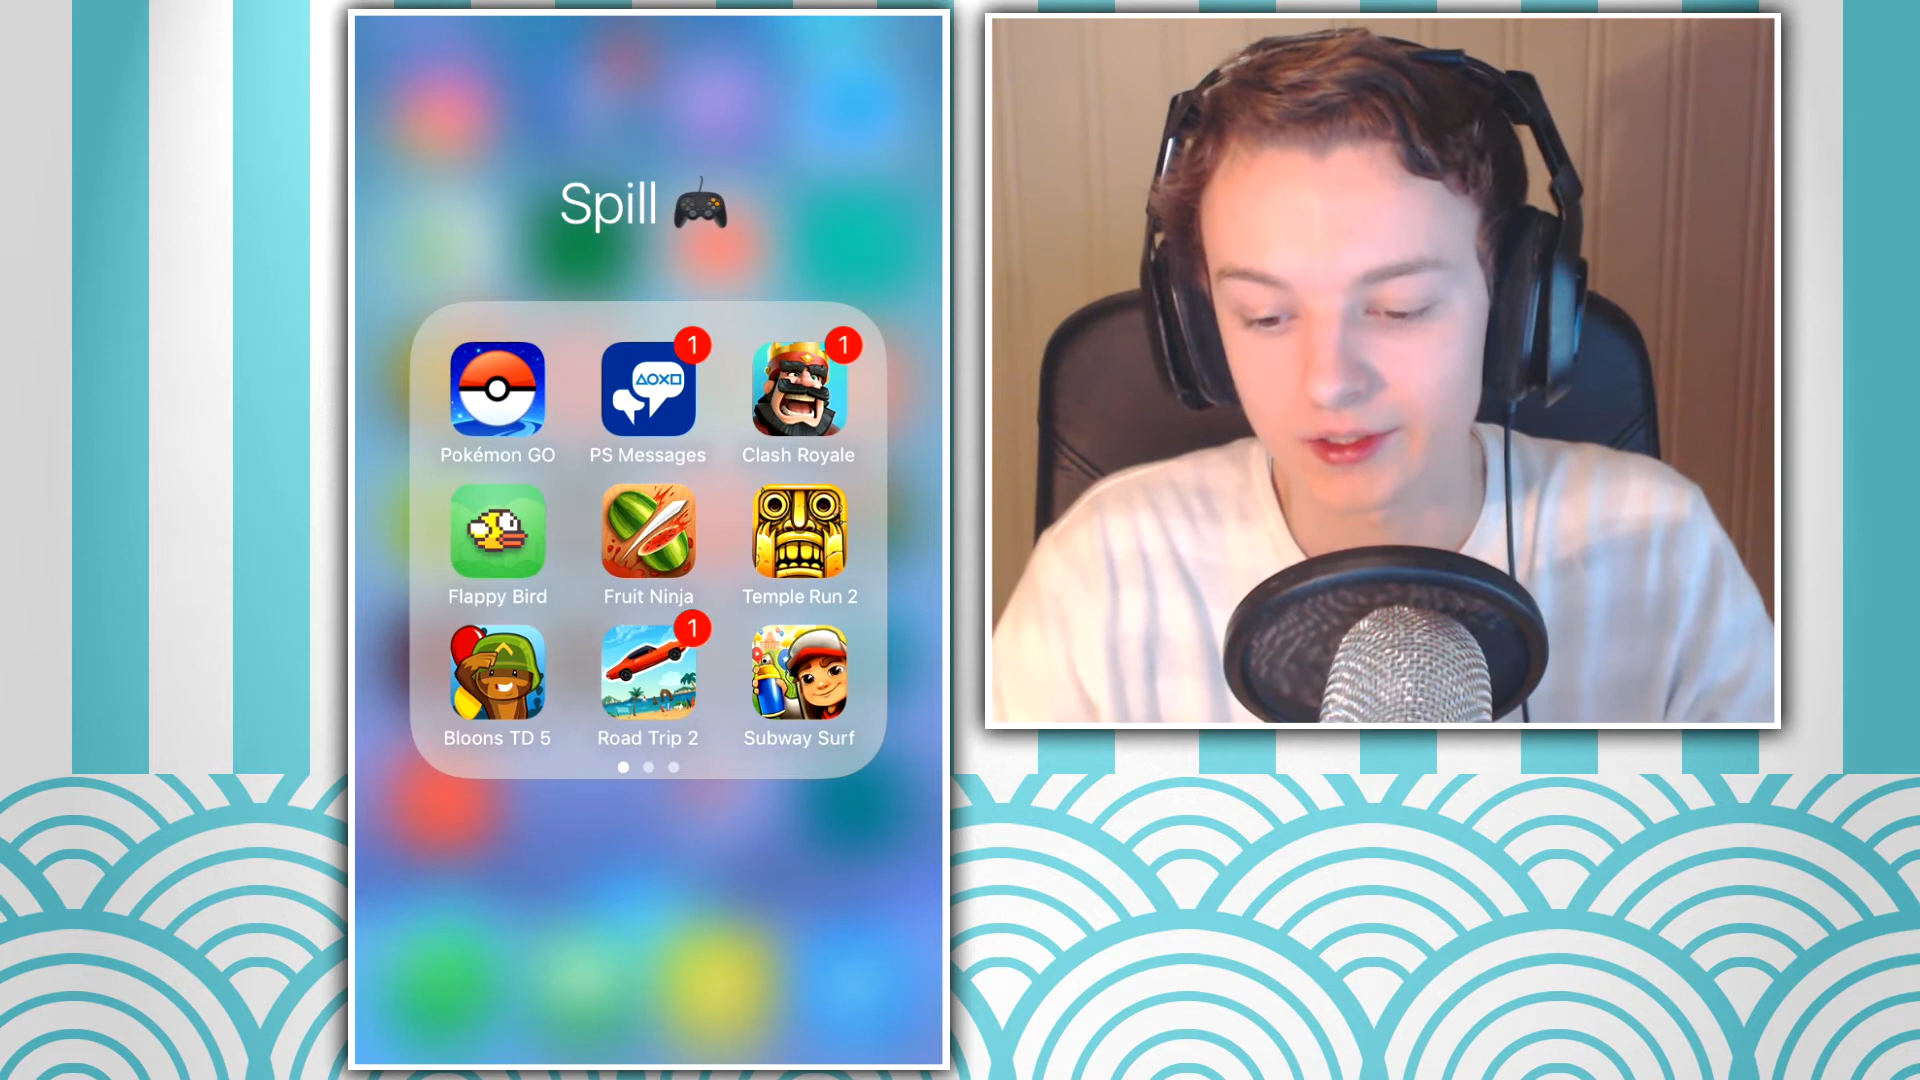 Spill 🎮
1
1
Pokémon GO PS Messages Clash Royale
Flappy Bird Fruit Ninja Temple Run 2
1
Bloons TD 5 Road Trip 2 Subway Surf